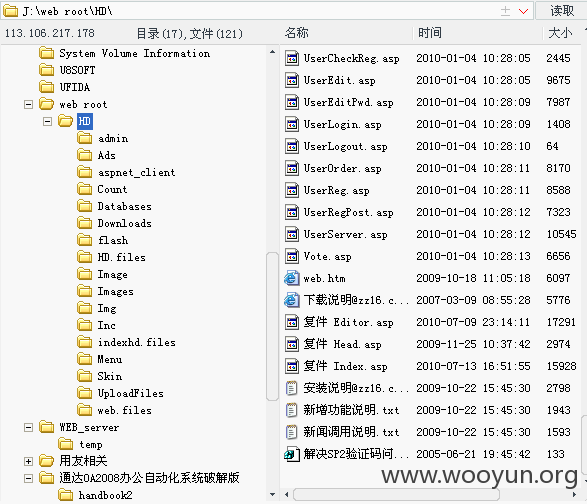 J:\web root\HD\
读取
113.106.217.178 目录(17),文件(121)
名称 时间 大小
System Volume Information
U8SOFT
UFIDA
web root
HD
admin
Ads
aspnet_client
Count
Databases
Downloads
flash
HD.files
Image
Images
Img
Inc
indexhd.files
Menu
Skin
UploadFiles
web.files
WEB_server
temp
用友相关
通达OA2008办公自动化系统破解版
handbook2
UserCheckReg.asp 2010-01-04 10:28:05 2445
UserEdit.asp 2010-01-04 10:28:05 9675
UserEditPwd.asp 2010-01-04 10:28:09 7987
UserLogin.asp 2010-01-04 10:28:09 1408
UserLogout.asp 2010-01-04 10:28:10 64
UserOrder.asp 2010-01-04 10:28:11 8170
UserReg.asp 2010-01-04 10:28:11 8588
UserRegPost.asp 2010-01-04 10:28:12 7323
UserServer.asp 2010-01-04 10:28:12 10545
Vote.asp 2010-01-04 10:28:13 6656
web.htm 2009-10-18 11:05:18 6097
下载说明@zz16.c... 2007-03-09 08:55:28 5776
复件 Editor.asp 2010-07-09 23:14:11 17291
复件 Head.asp 2009-11-25 10:37:42 2974
复件 Index.asp 2010-07-13 16:51:55 15928
安装说明@zz16.c... 2009-10-22 15:45:30 2798
新增功能说明.txt 2009-10-22 15:45:30 1943
新闻调用说明.txt 2009-10-22 15:45:30 1593
解决SP2验证码问... 2005-06-21 19:45:42 133
www.wooyun.org